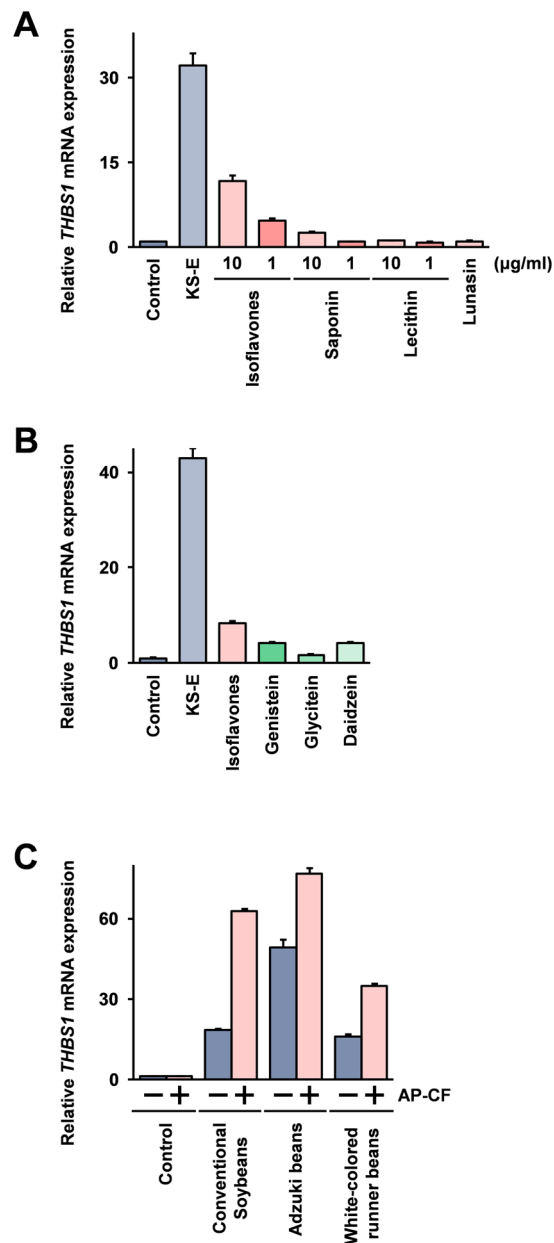 A
Relative THBS1 mRNA expression
30
15
0
10 1 10 1 10 1 (μg/ml)
Control
KS-E
Isoflavones
Saponin
Lecithin
Lunasin
B
Relative THBS1 mRNA expression
40
20
0
Control
KS-E
Isoflavones
Genistein
Glycitein
Daidzein
C
Relative THBS1 mRNA expression
60
30
0
− + − + − + − + AP-CF
Control
Conventional
Soybeans
Adzuki beans
White-colored
runner beans